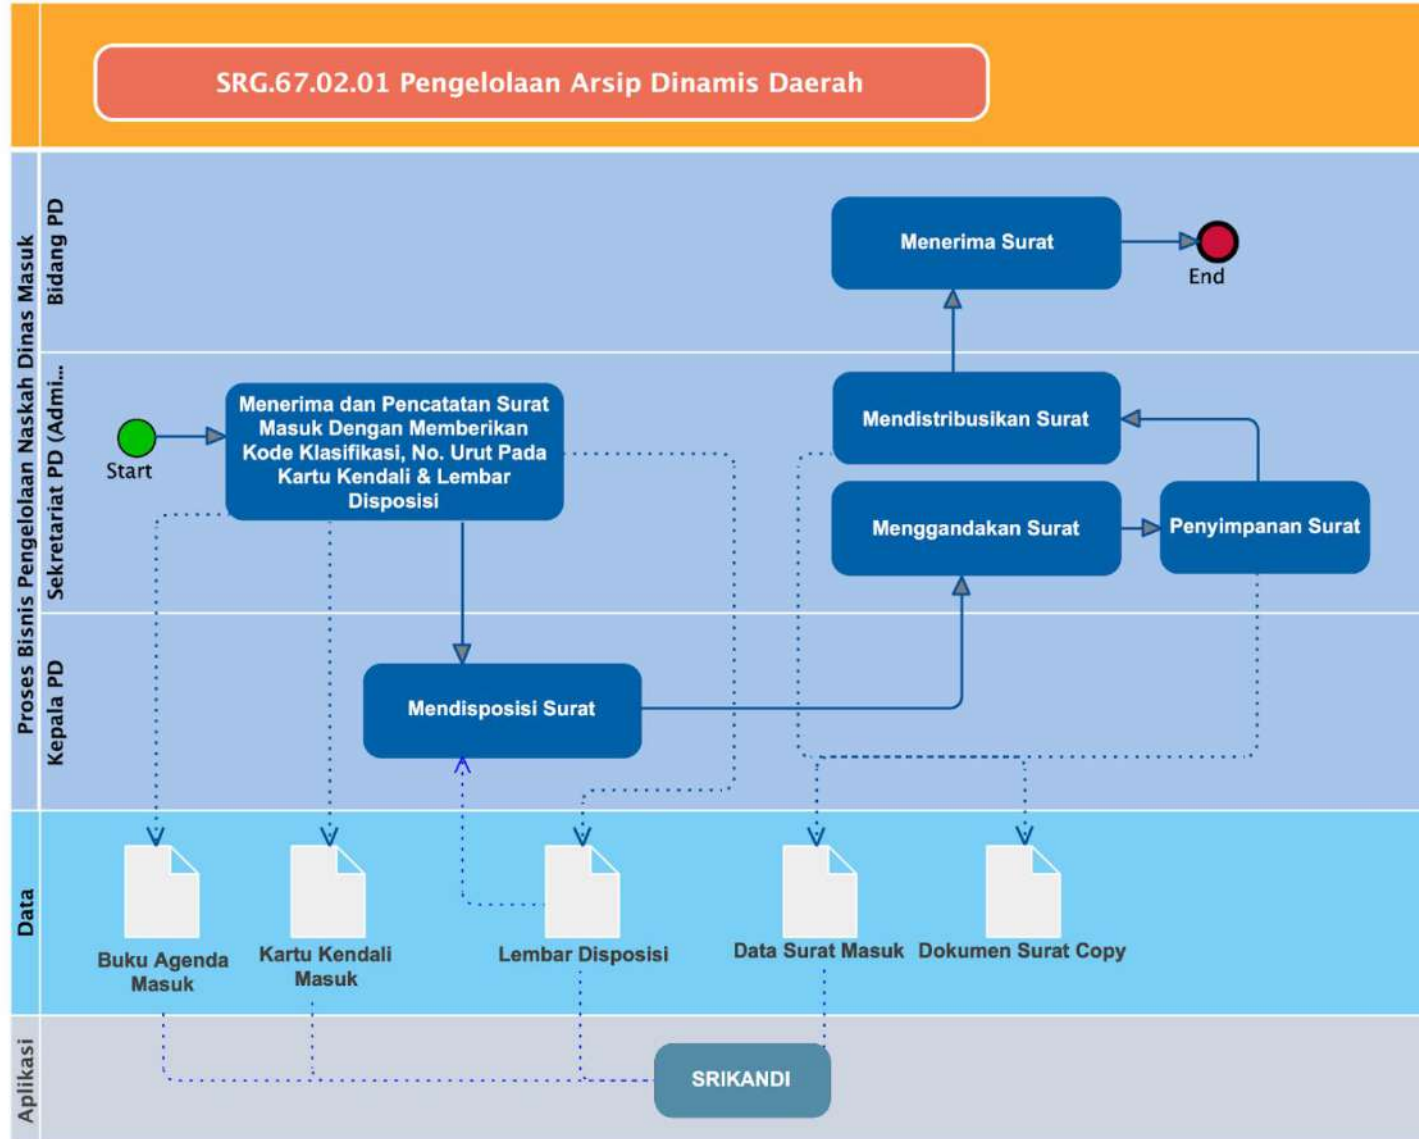 SRG.67.02.01 Pengelolaan Arsip Dinamis Daerah
Proses Bisnis Pengelolaan Naskah Dinas Masuk
Bidang PD
Menerima Surat
End
Sekretariat PD (Admi...
Start
Menerima dan Pencatatan Surat
Masuk Dengan Memberikan
Kode Klasifikasi, No. Urut Pada
Kartu Kendali & Lembar
Disposisi
Mendistribusikan Surat
Menggandakan Surat
Penyimpanan Surat
Kepala PD
Mendisposisi Surat
Data
Buku Agenda
Masuk
Kartu Kendali
Masuk
Lembar Disposisi
Data Surat Masuk
Dokumen Surat Copy
Aplikasi
SRIKANDI